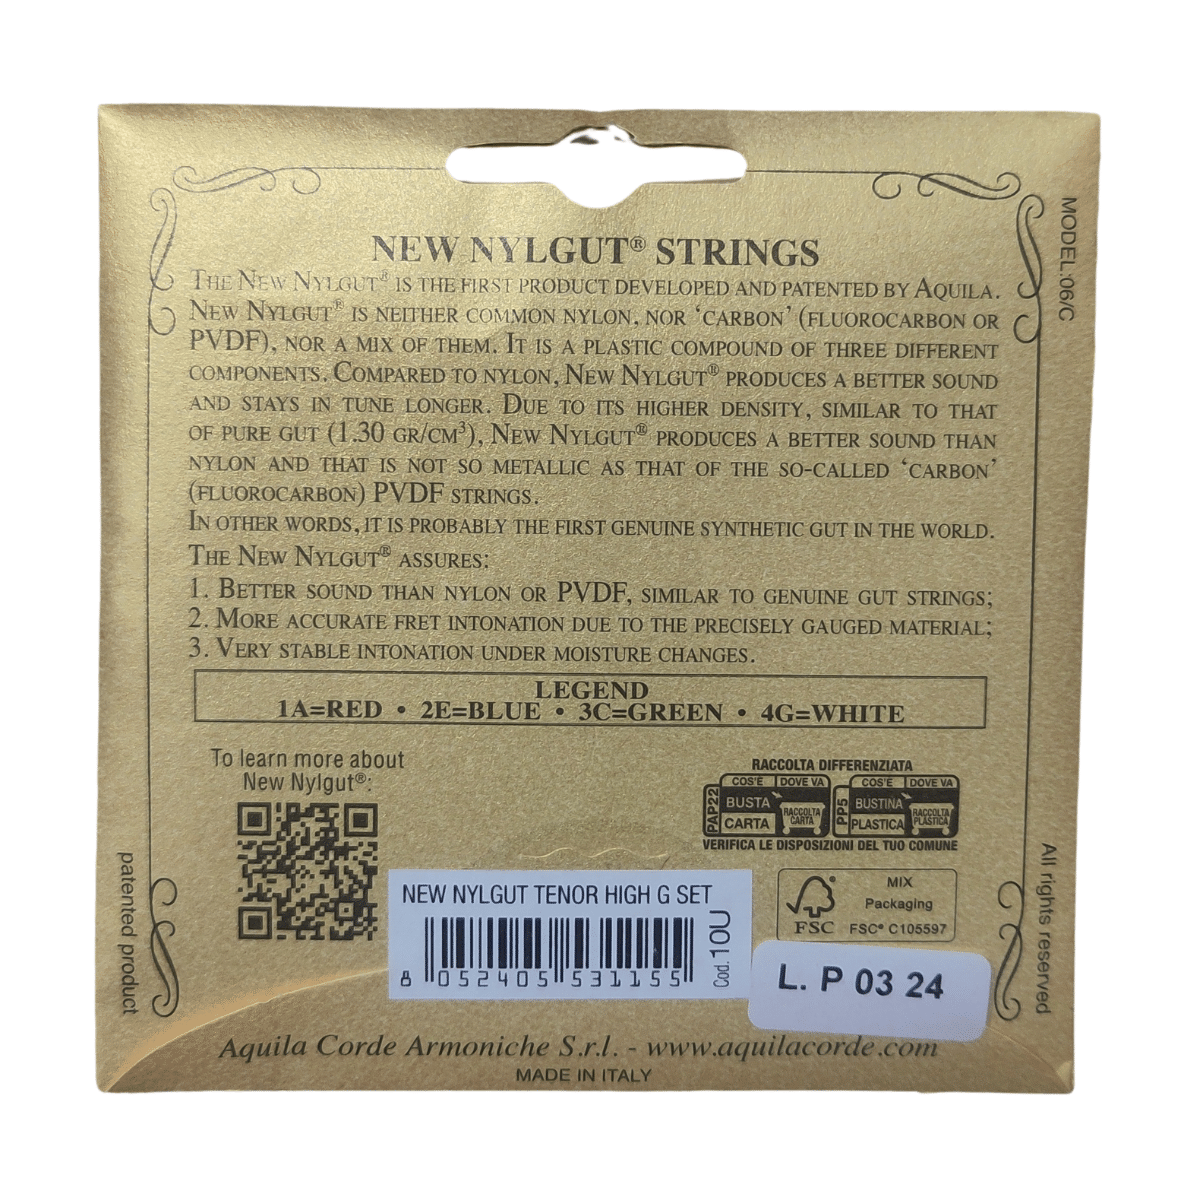 NEW NYLGUT® STRINGS
THE NEW NYLGUT® IS THE FIRST PRODUCT DEVELOPED AND PATENTED BY AQUILA.
NEW NYLGUT® IS NEITHER COMMON NYLON, NOR ‘CARBON’ (FLUOROCARBON OR
PVDF), NOR A MIX OF THEM. IT IS A PLASTIC COMPOUND OF THREE DIFFERENT
COMPONENTS. COMPARED TO NYLON, NEW NYLGUT® PRODUCES A BETTER SOUND
AND STAYS IN TUNE LONGER. DUE TO ITS HIGHER DENSITY, SIMILAR TO THAT
OF PURE GUT (1.30 GR/CM³), NEW NYLGUT® PRODUCES A BETTER SOUND THAN
NYLON AND THAT IS NOT SO METALLIC AS THAT OF THE SO-CALLED ‘CARBON’
(FLUOROCARBON) PVDF STRINGS.
IN OTHER WORDS, IT IS PROBABLY THE FIRST GENUINE SYNTHETIC GUT IN THE WORLD.
THE NEW NYLGUT® ASSURES:
1. BETTER SOUND THAN NYLON OR PVDF, SIMILAR TO GENUINE GUT STRINGS;
2. MORE ACCURATE FRET INTONATION DUE TO THE PRECISELY GAUGED MATERIAL;
3. VERY STABLE INTONATION UNDER MOISTURE CHANGES.
LEGEND
1A=RED • 2E=BLUE • 3C=GREEN • 4G=WHITE
MODEL:06/C
To learn more about
New Nylgut®:
RACCOLTA DIFFERENZIATA
COS'È DOVE VA COS'È DOVE VA
PAP22 BUSTA CARTA RACCOLTA CARTA
PP5 BUSTINA PLASTICA RACCOLTA PLASTICA
VERIFICA LE DISPOSIZIONI DEL TUO COMUNE
FSC
MIX
Packaging
FSC® C105597
NEW NYLGUT TENOR HIGH G SET
8 052405 531155
Cod. 10U
L. P 03 24
patented product
All rights reserved
Aquila Corde Armoniche S.r.l. - www.aquilacorde.com
MADE IN ITALY